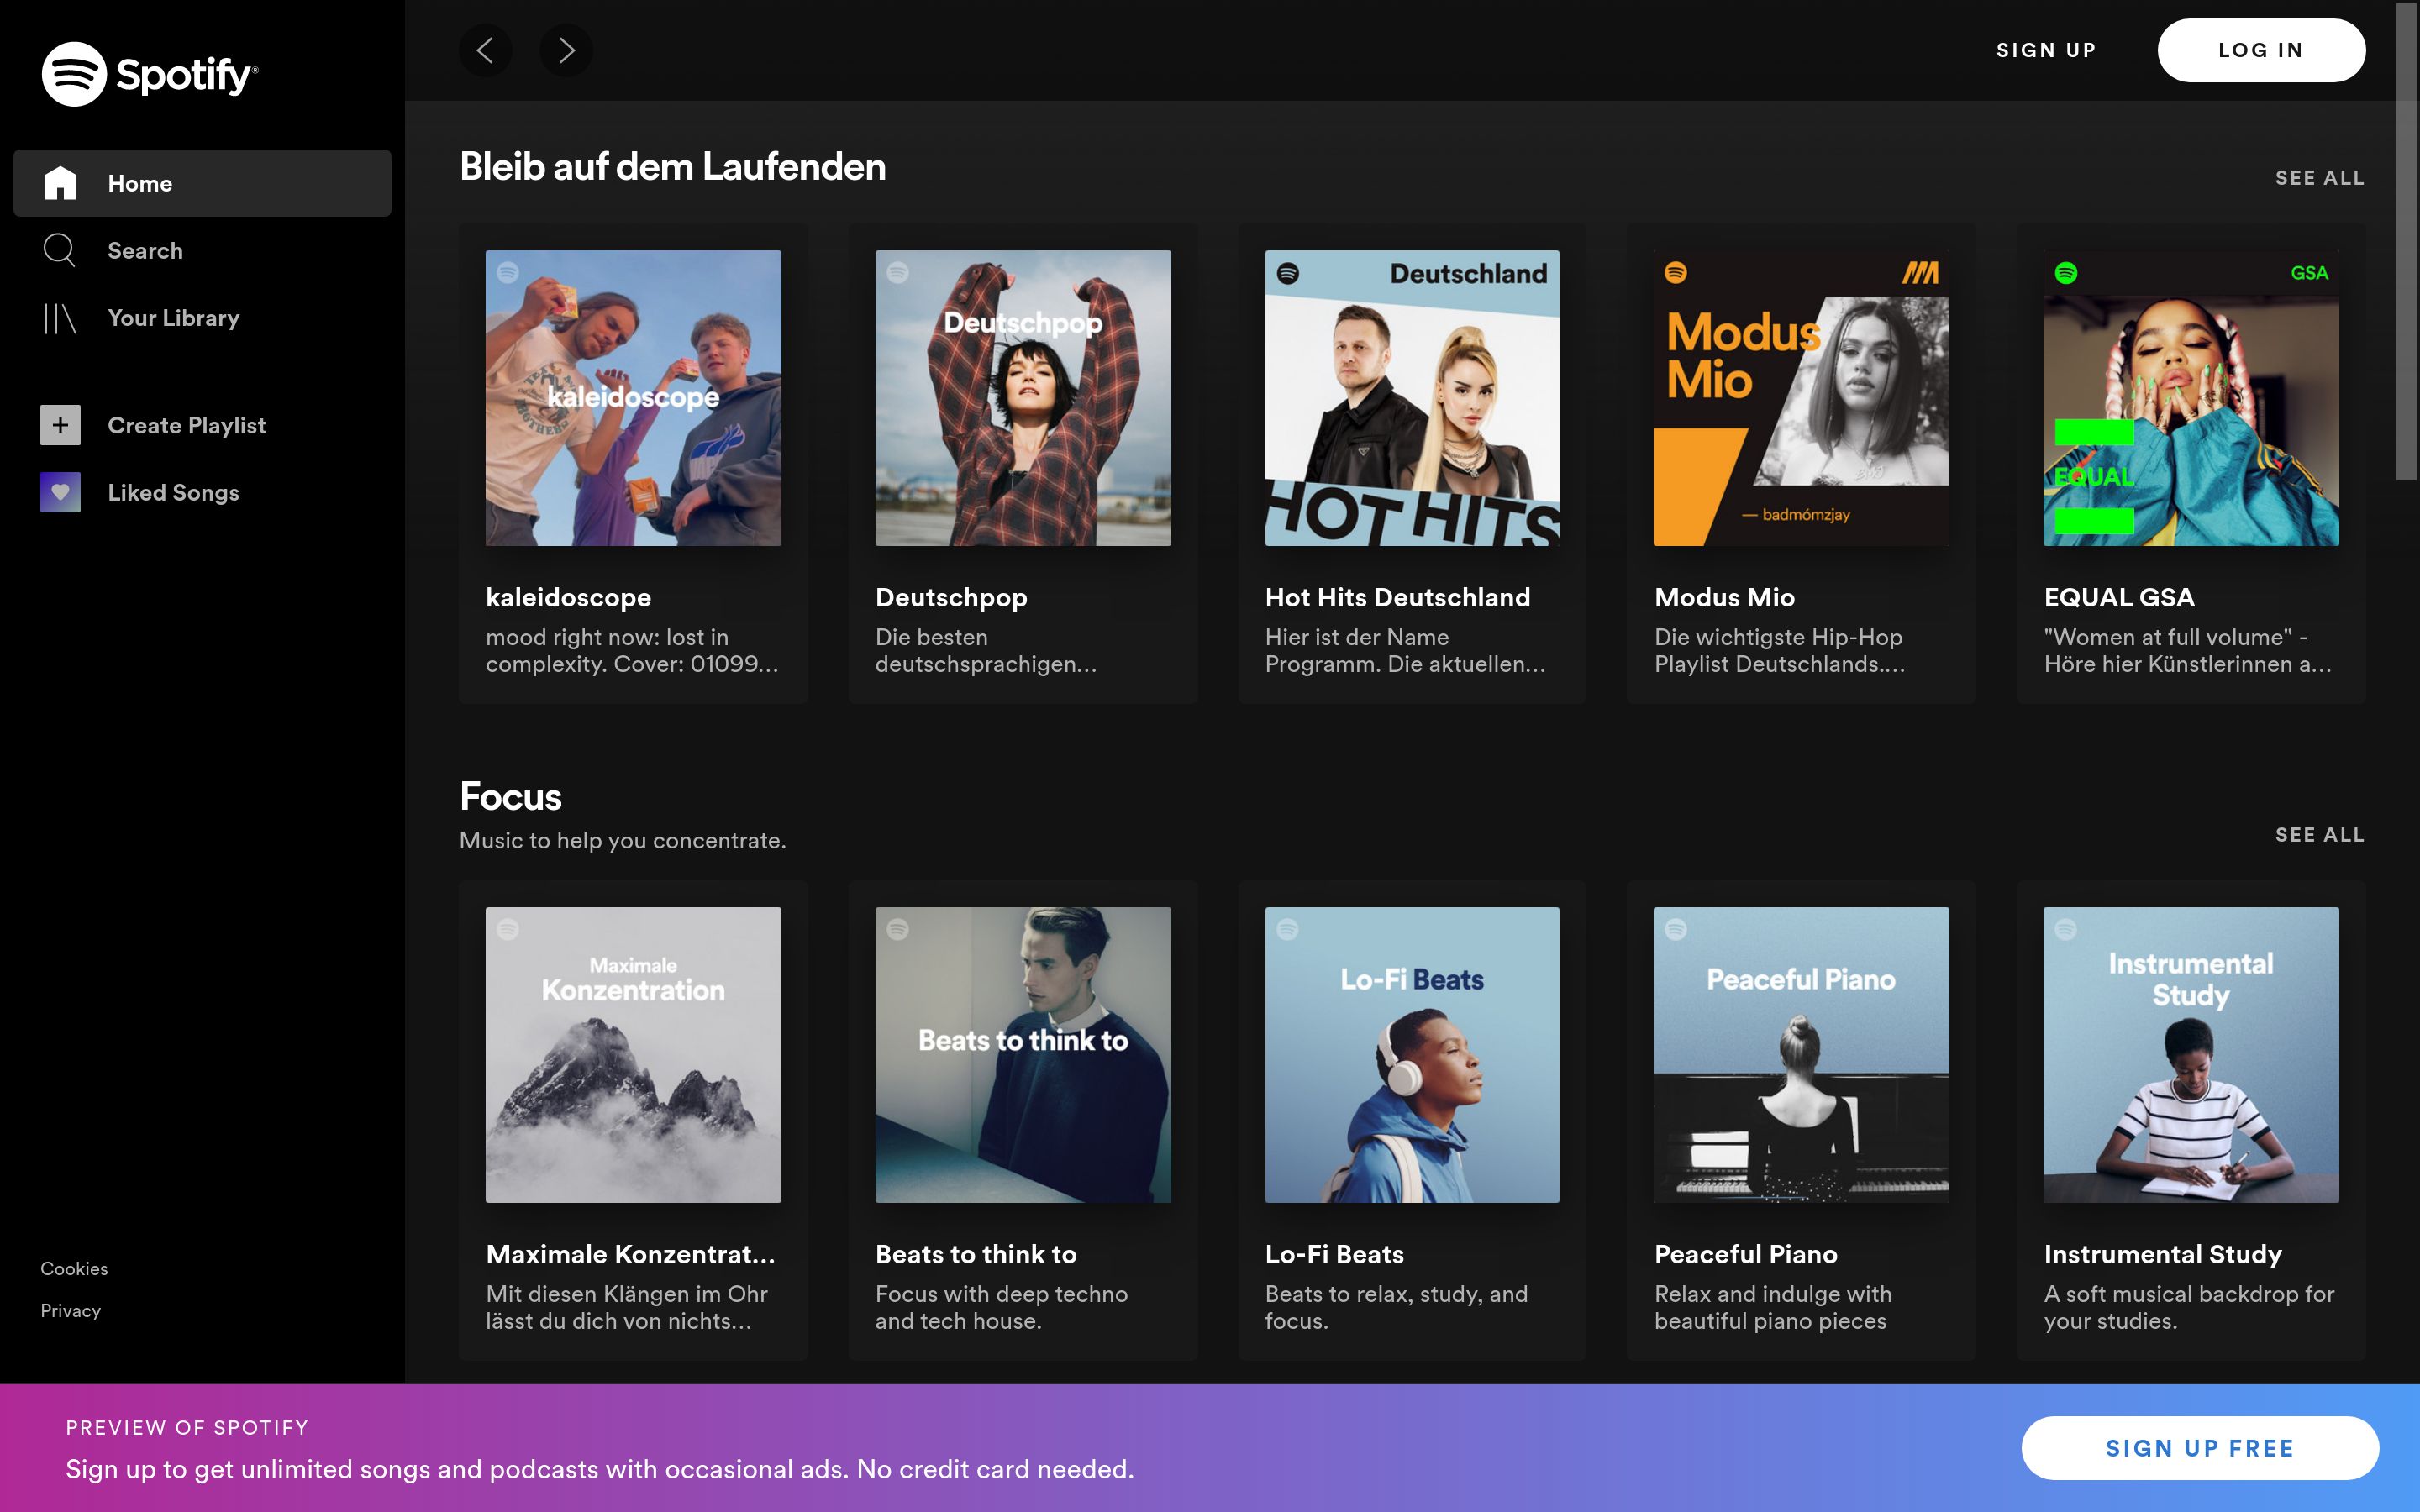 Spotify®
Home
Search
Your Library
Create Playlist
Liked Songs
Cookies
Privacy
SIGN UP
LOG IN
Bleib auf dem Laufenden
SEE ALL
kaleidoscope
kaleidoscope
mood right now: lost in
complexity. Cover: 01099...
Deutschpop
Deutschpop
Die besten
deutschsprachigen...
Deutschland
HOT HITS
Hot Hits Deutschland
Hier ist der Name
Programm. Die aktuellen...
Modus
Mio
— badmómzjay
Modus Mio
Die wichtigste Hip-Hop
Playlist Deutschlands....
GSA
EQUAL
EQUAL GSA
"Women at full volume" -
Höre hier Künstlerinnen a...
Focus
Music to help you concentrate.
SEE ALL
Maximale
Konzentration
Maximale Konzentrat...
Mit diesen Klängen im Ohr
lässt du dich von nichts...
Beats to think to
Beats to think to
Focus with deep techno
and tech house.
Lo-Fi Beats
Lo-Fi Beats
Beats to relax, study, and
focus.
Peaceful Piano
Peaceful Piano
Relax and indulge with
beautiful piano pieces
Instrumental
Study
Instrumental Study
A soft musical backdrop for
your studies.
PREVIEW OF SPOTIFY
Sign up to get unlimited songs and podcasts with occasional ads. No credit card needed.
SIGN UP FREE